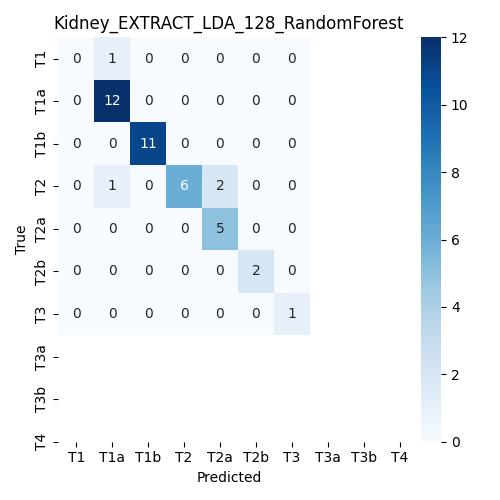 Kidney_EXTRACT_LDA_128_RandomForest
T1 0 1 0 0 0 0 0
T1a 0 12 0 0 0 0 0
T1b 0 0 11 0 0 0 0
T2 0 1 0 6 2 0 0
T2a 0 0 0 0 5 0 0
T2b 0 0 0 0 0 2 0
T3 0 0 0 0 0 0 1
T3a
T3b
T4
T1 T1a T1b T2 T2a T2b T3 T3a T3b T4
True
Predicted
12
10
8
6
4
2
0